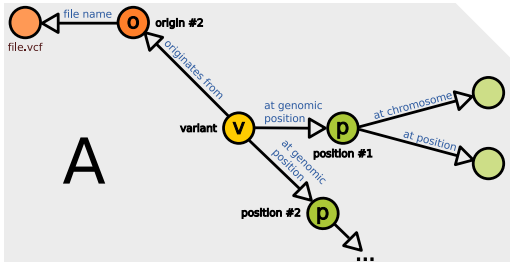 file name
o
origin #2
file.vcf
originates from
at genomic
position
at chromosome
variant
v
p
position #1
at position
A
at genomic
position
position #2
p
...